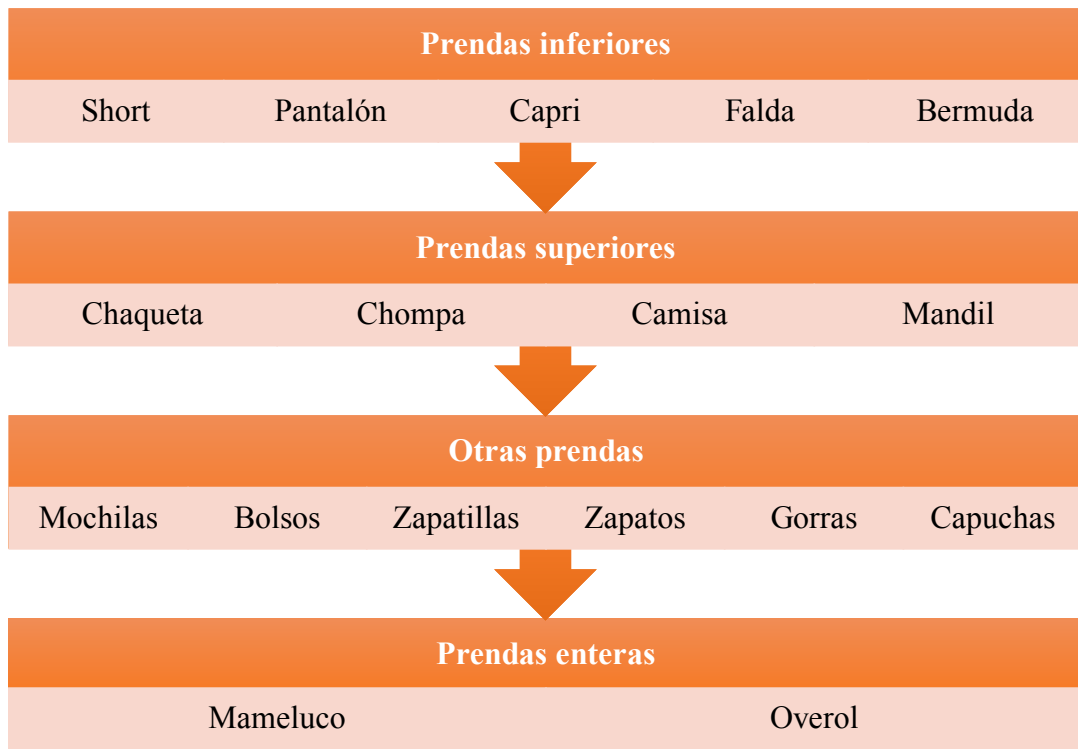 Prendas inferiores
Short Pantalón Capri Falda Bermuda
Prendas superiores
Chaqueta Chompa Camisa Mandil
Otras prendas
Mochilas Bolsos Zapatillas Zapatos Gorras Capuchas
Prendas enteras
Mameluco Overol